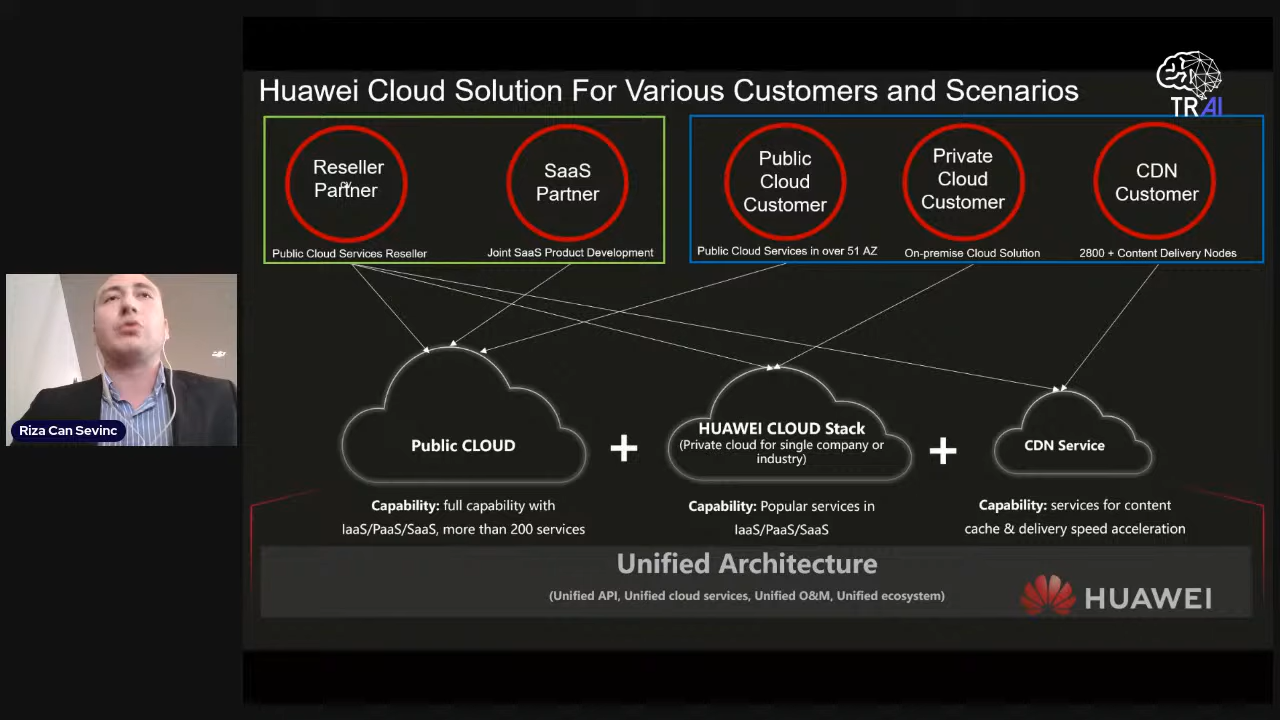 Huawei Cloud Solution For Various Customers and Scenarios
TRAI
Reseller
Partner
Public Cloud Services Reseller
SaaS
Partner
Joint SaaS Product Development
Public
Cloud
Customer
Public Cloud Services in over 51 AZ
Private
Cloud
Customer
On-premise Cloud Solution
CDN
Customer
2800 + Content Delivery Nodes
Riza Can Sevinc
Public CLOUD
+
HUAWEI CLOUD Stack
(Private cloud for single company or
industry)
+
CDN Service
Capability: full capability with
IaaS/PaaS/SaaS, more than 200 services
Capability: Popular services in
IaaS/PaaS/SaaS
Capability: services for content
cache & delivery speed acceleration
Unified Architecture
(Unified API, Unified cloud services, Unified O&M, Unified ecosystem)
HUAWEI